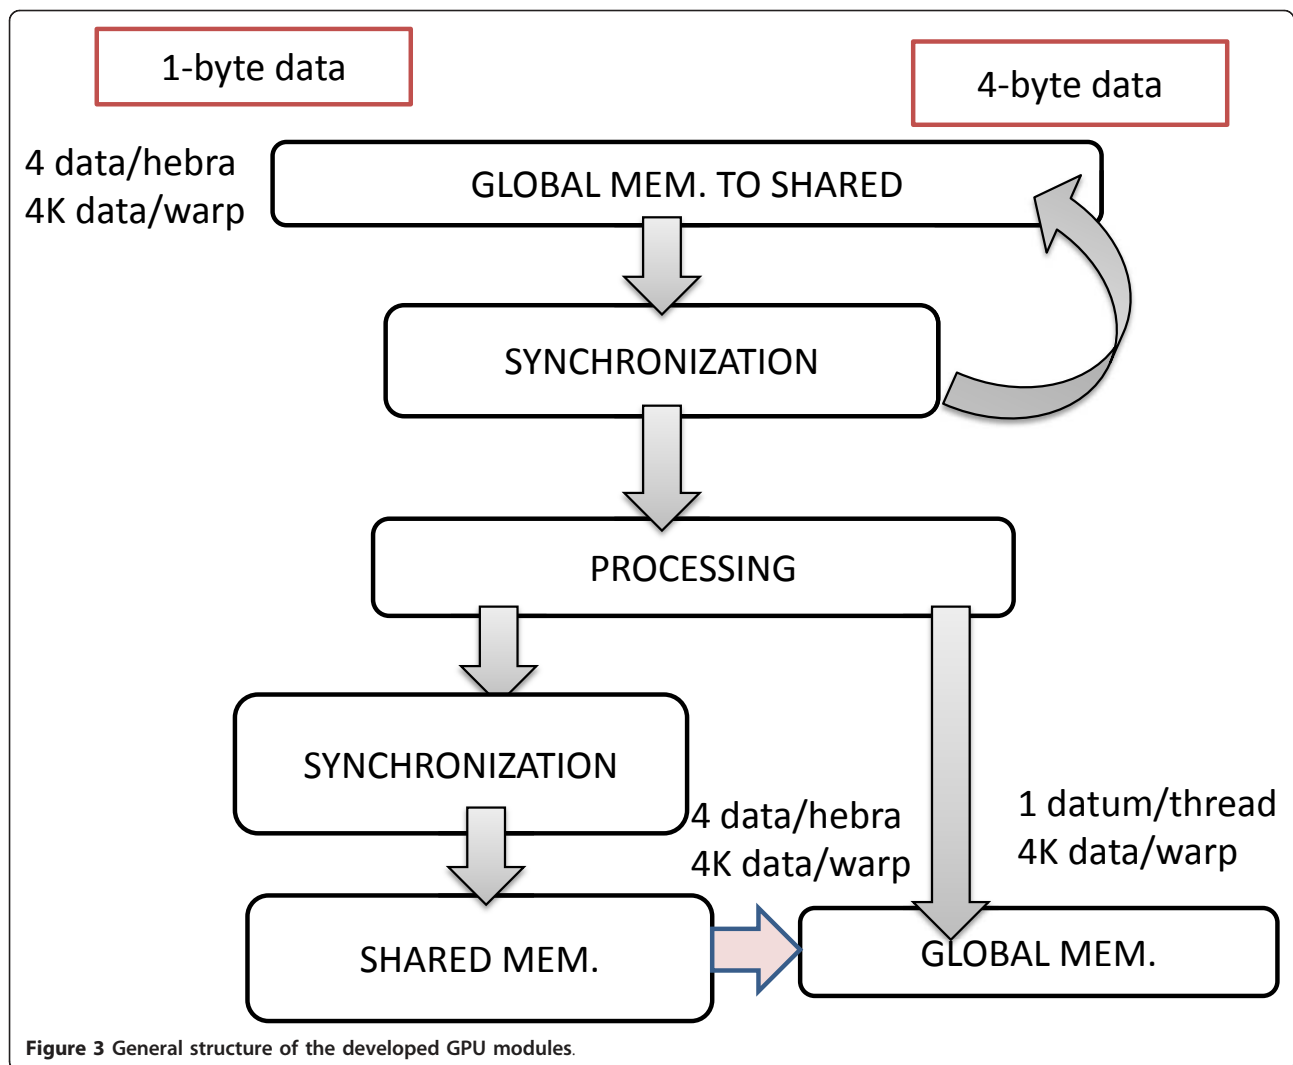 1-byte data
4-byte data
4 data/hebra
4K data/warp
GLOBAL MEM. TO SHARED
SYNCHRONIZATION
PROCESSING
SYNCHRONIZATION
4 data/hebra
4K data/warp
1 datum/thread
4K data/warp
SHARED MEM.
GLOBAL MEM.
Figure 3 General structure of the developed GPU modules.